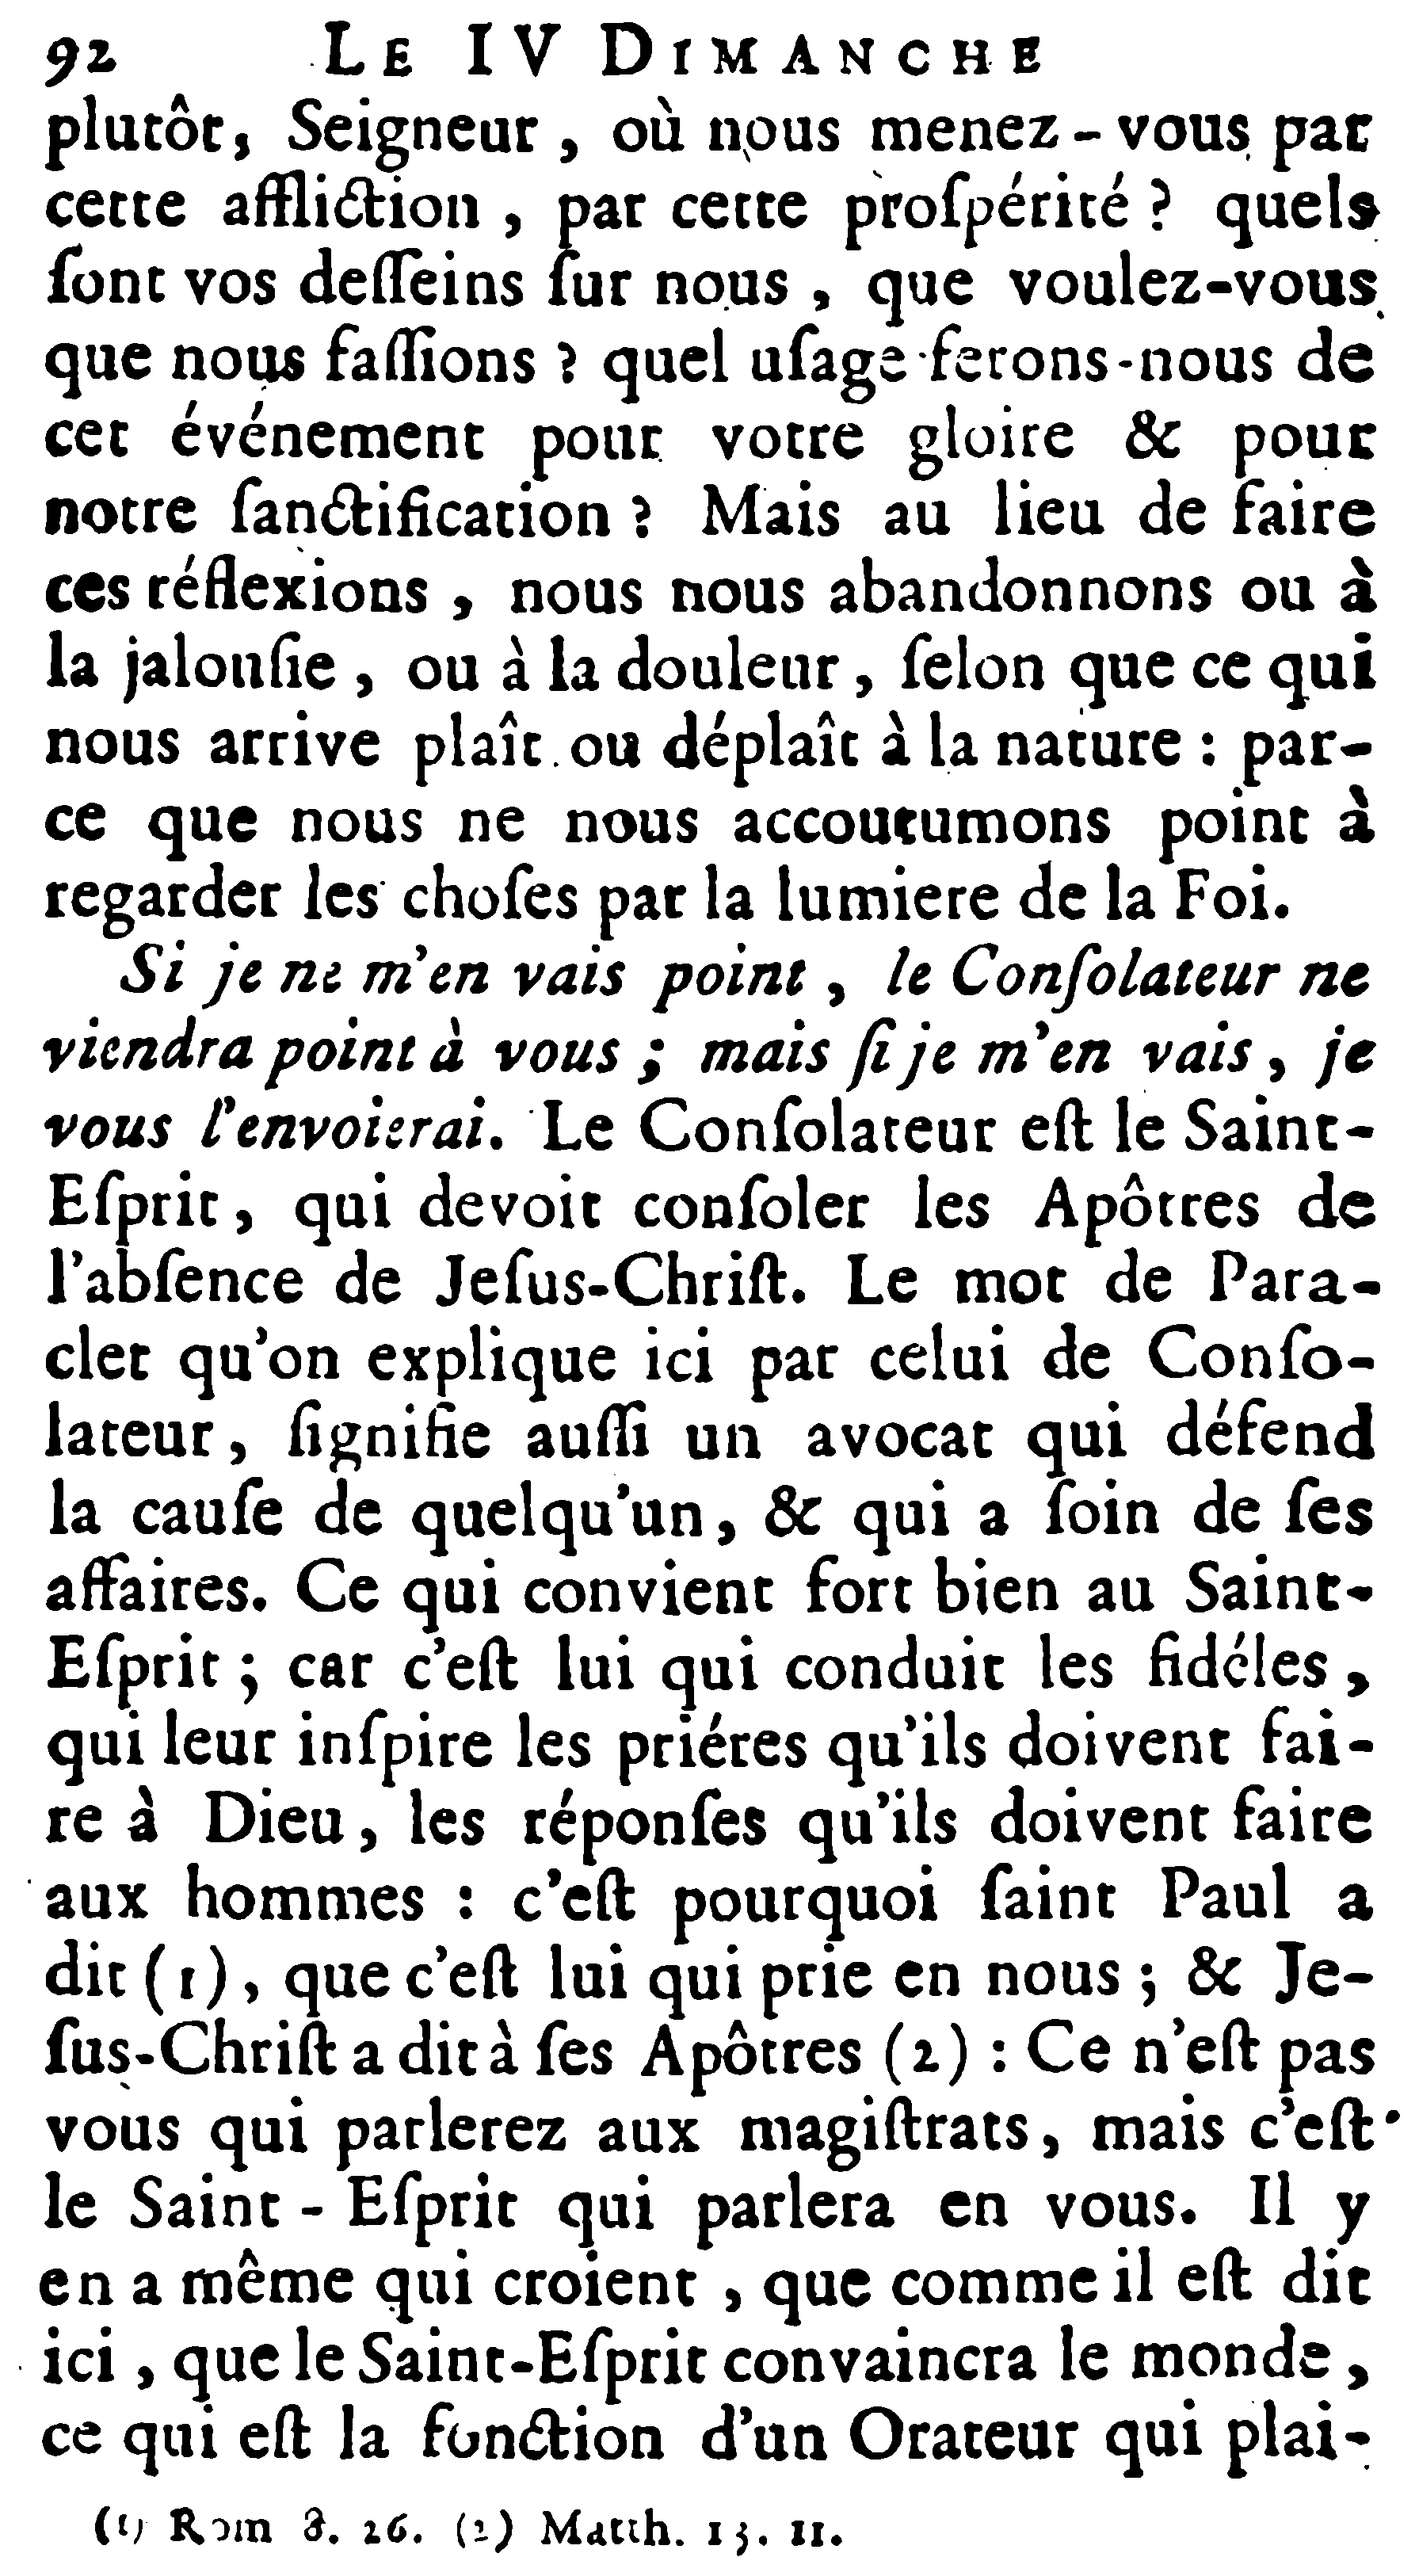 92 LE IV DIMANCHE
plutôt, Seigneur, où nous menez-vous par
cette affliction, par cette proſpérité ? quels
ſont vos deſſeins ſur nous, que voulez-vous
que nous faſſions ? quel uſage ferons-nous de
cet événement pour votre gloire & pour
notre ſanctification ? Mais au lieu de faire
ces réflexions, nous nous abandonnons ou à
la jalouſie, ou à la douleur, ſelon que ce qui
nous arrive plaît ou déplaît à la nature : par-
ce que nous ne nous accoutumons point à
regarder les choſes par la lumiere de la Foi.
Si je ne m'en vais point, le Conſolateur ne
viendra point à vous ; mais ſi je m'en vais, je
vous l'envoierai. Le Conſolateur eſt le Saint-
Eſprit, qui devoit conſoler les Apôtres de
l'abſence de Jeſus-Chriſt. Le mot de Para-
clet qu'on explique ici par celui de Conſo-
lateur, ſignifie auſſi un avocat qui défend
la cauſe de quelqu'un, & qui a ſoin de ſes
affaires. Ce qui convient fort bien au Saint-
Eſprit ; car c'eſt lui qui conduit les fidéles,
qui leur inſpire les priéres qu'ils doivent fai-
re à Dieu, les réponſes qu'ils doivent faire
aux hommes : c'eſt pourquoi ſaint Paul a
dit (1), que c'eſt lui qui prie en nous ; & Je-
ſus-Chriſt a dit à ſes Apôtres (2) : Ce n'eſt pas
vous qui parlerez aux magiſtrats, mais c'eſt
le Saint-Eſprit qui parlera en vous. Il y
en a même qui croient, que comme il eſt dit
ici, que le Saint-Eſprit convaincra le monde,
ce qui eſt la fonction d'un Orateur qui plai-
(1) Rom 8. 26. (2) Matth. 13. 11.